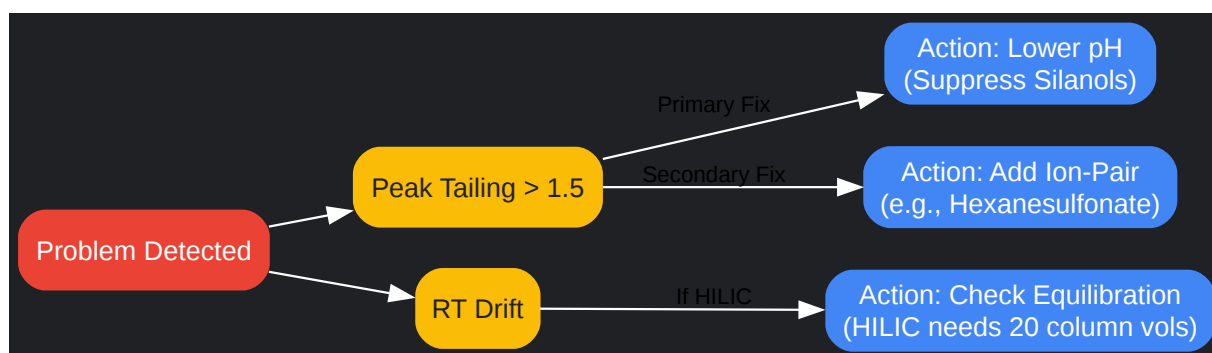 Problem Detected
Peak Tailing > 1.5
Primary Fix
Action: Lower pH
(Suppress Silanols)
Secondary Fix
Action: Add Ion-Pair
(e.g., Hexanesulfonate)
RT Drift
If HILIC
Action: Check Equilibration
(HILIC needs 20 column vols)